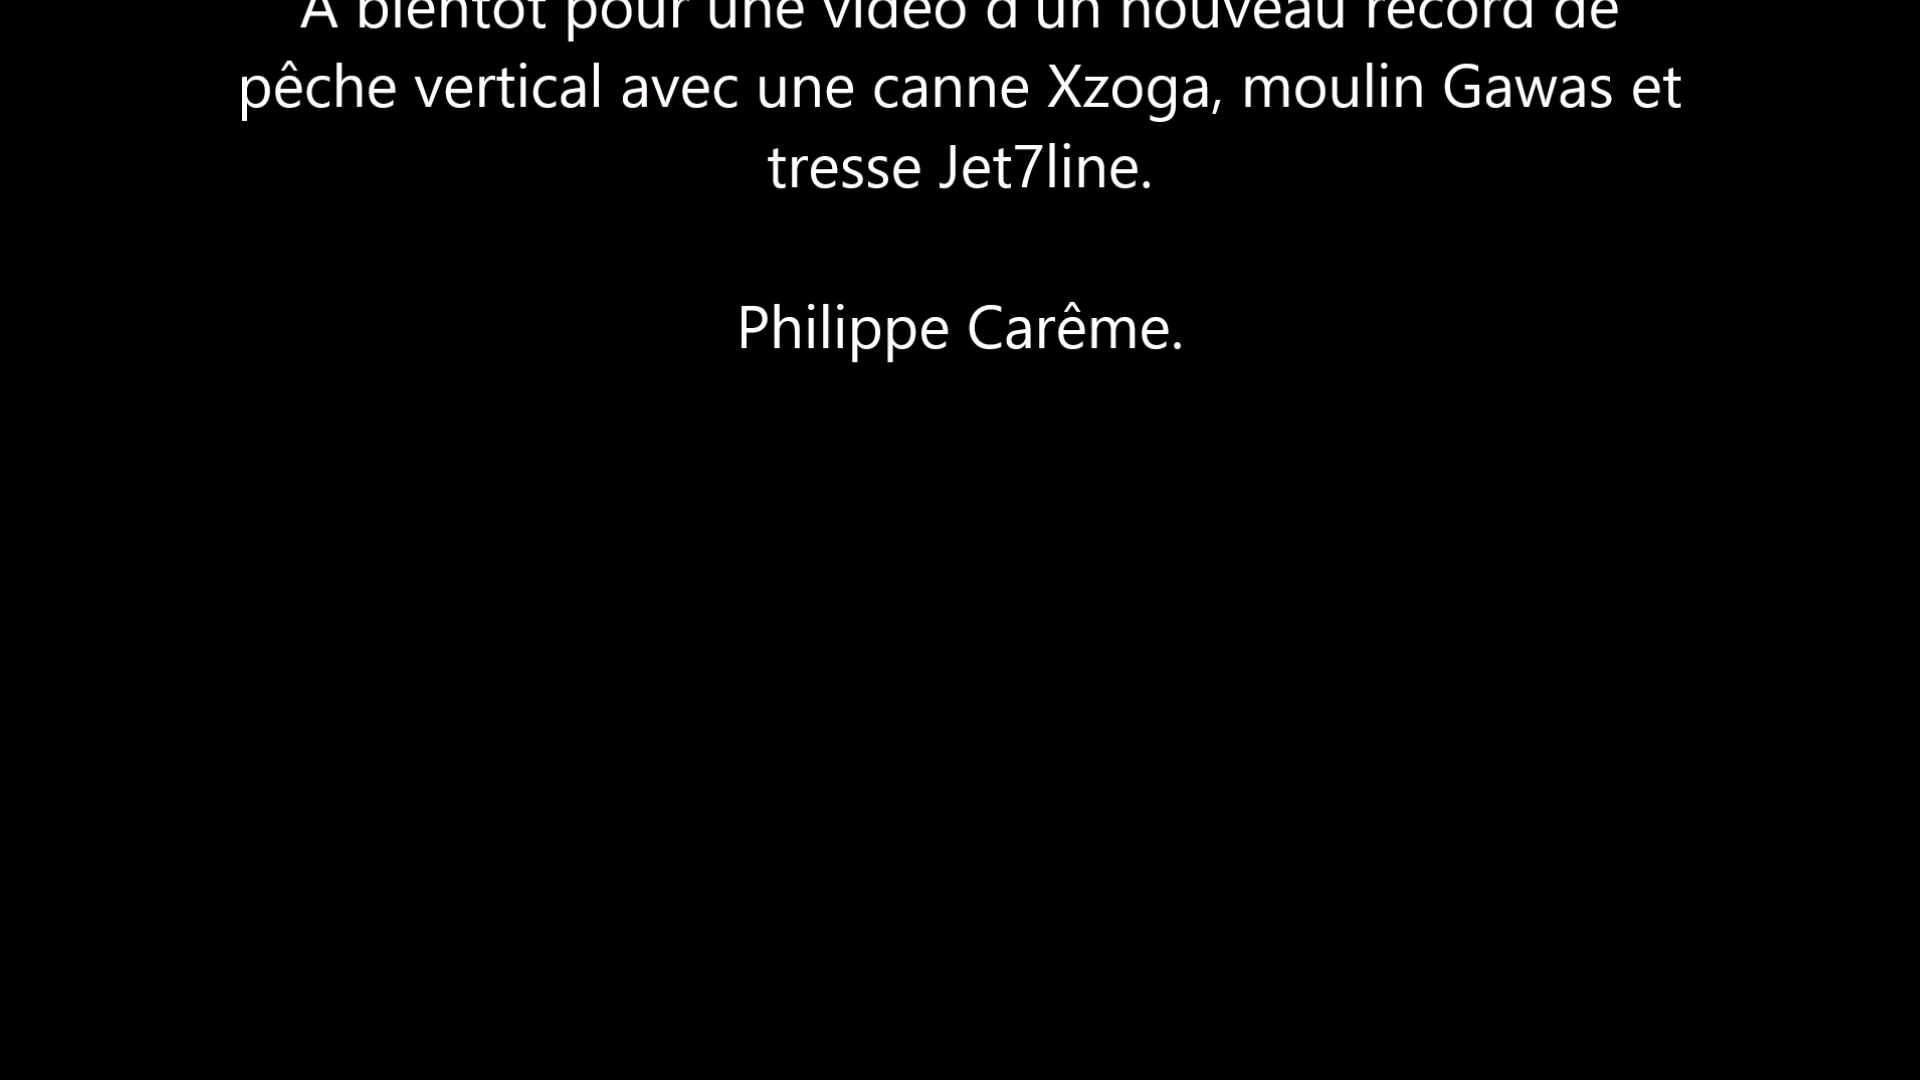 A bientôt pour une vidéo d'un nouveau record de
pêche vertical avec une canne Xzoga, moulin Gawas et
tresse Jet7line.
Philippe Carême.